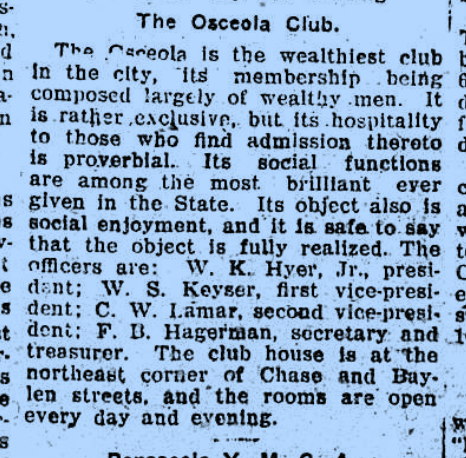 The Osceola Club.
The Osceola is the wealthiest club
in the city, its membership being
composed largely of wealthy men. It
is rather exclusive, but its hospitality
to those who find admission thereto
is proverbial. Its social functions
are among the most brilliant ever
given in the State. Its object also is
social enjoyment, and it is safe to say
that the object is fully realized. The
officers are: W. K. Hyer, Jr., presi-
dent; W. S. Keyser, first vice-presi-
dent; C. W. Lamar, second vice-presi-
dent; F. B. Hagerman, secretary and
treasurer. The club house is at the
northeast corner of Chase and Bay-
len streets, and the rooms are open
every day and evening.